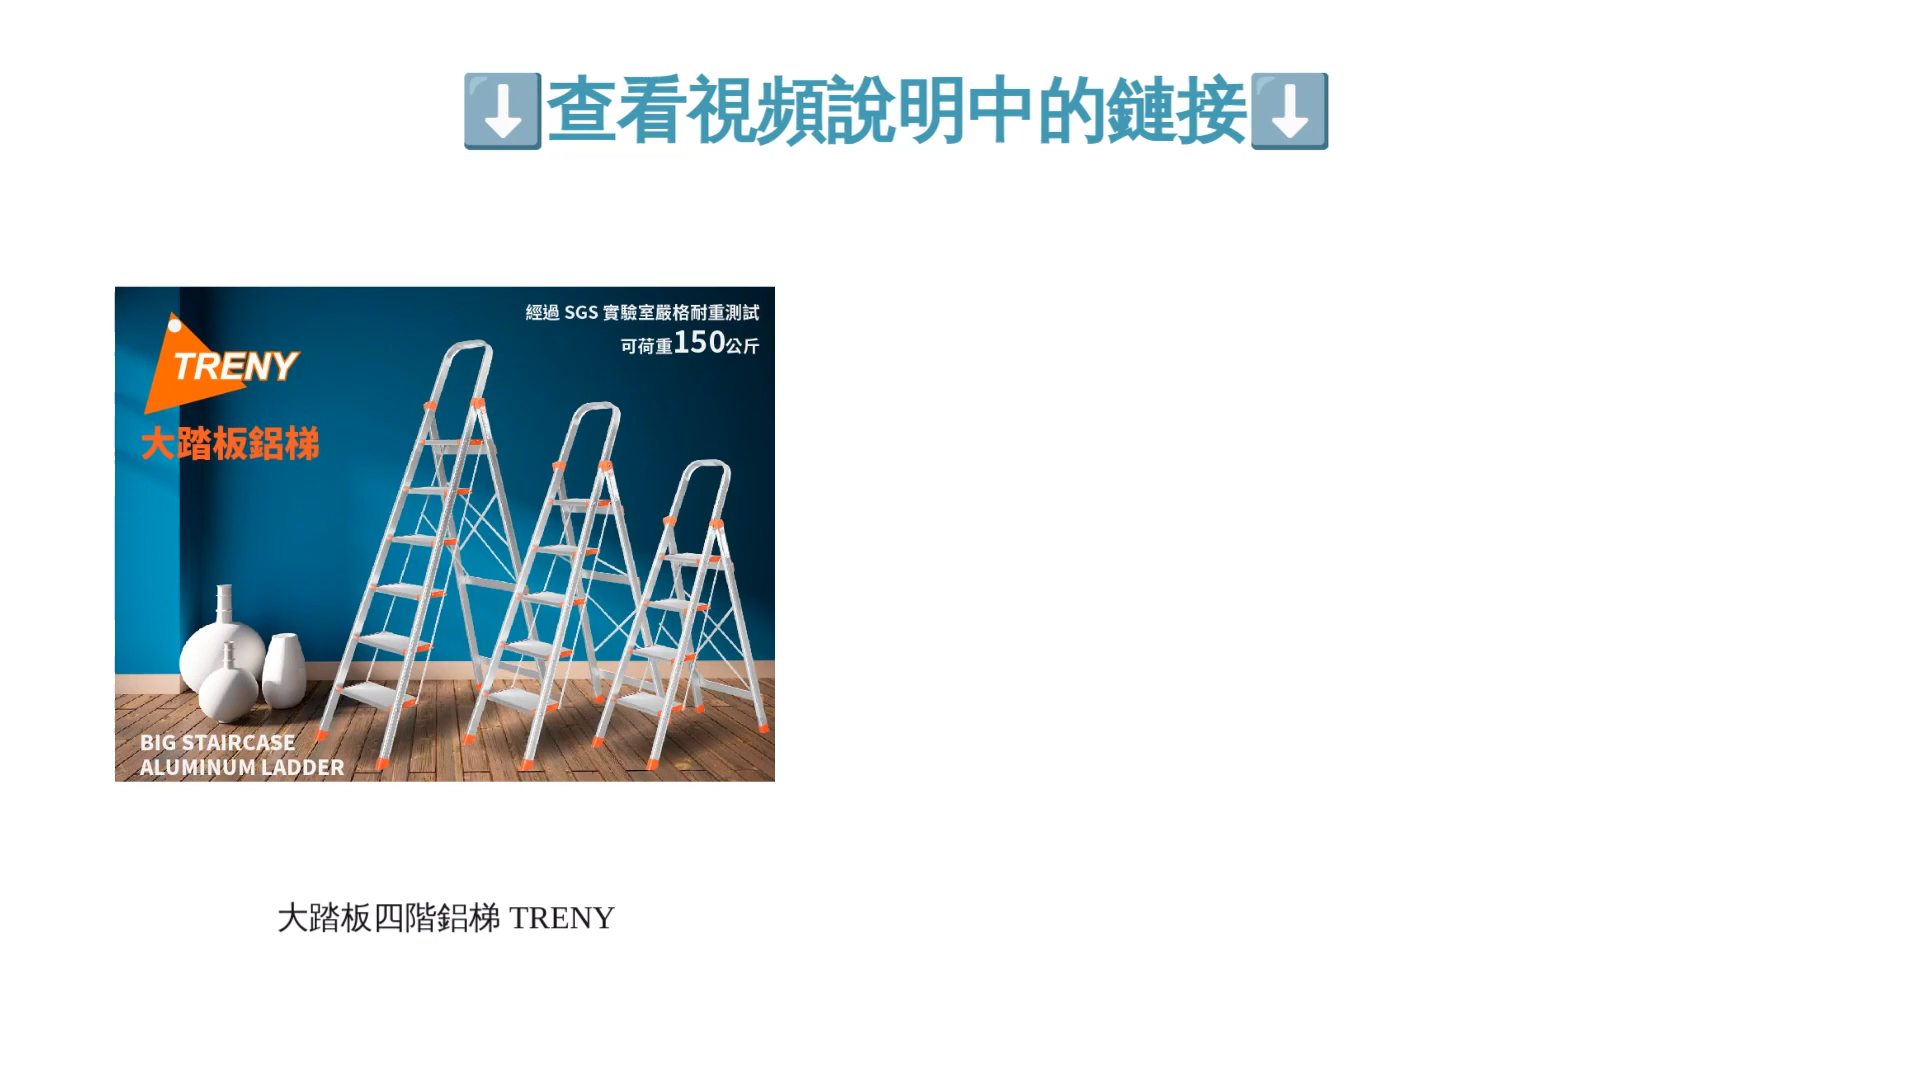 ⬇️查看視頻說明中的鏈接⬇️
經過 SGS 實驗室嚴格耐重測試
可荷重150公斤
TRENY
大踏板鋁梯
BIG STAIRCASE
ALUMINUM LADDER
大踏板四階鋁梯 TRENY